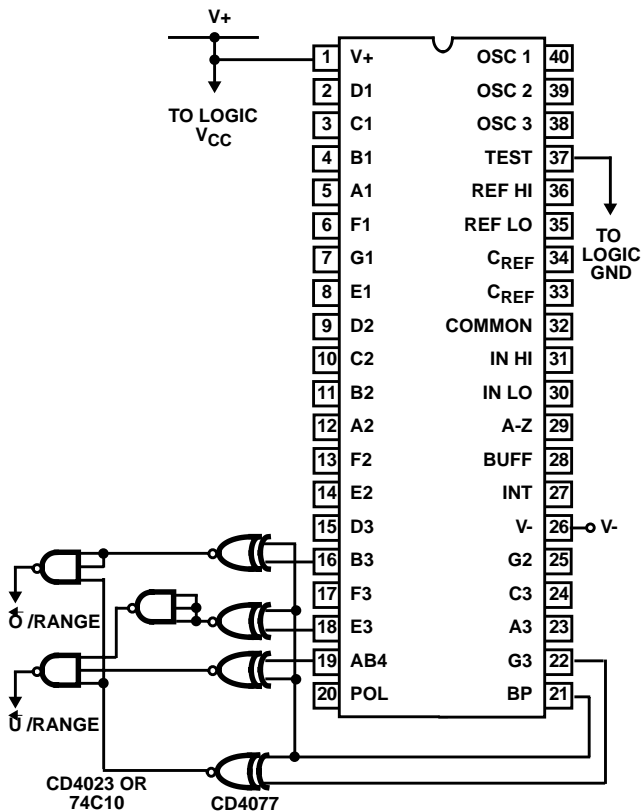 V+
1 V+ OSC 1 40
2 D1 OSC 2 39
TO LOGIC
VCC
3 C1 OSC 3 38
4 B1 TEST 37
5 A1 REF HI 36
6 F1 REF LO 35
TO
LOGIC
GND
7 G1 CREF 34
8 E1 CREF 33
9 D2 COMMON 32
10 C2 IN HI 31
11 B2 IN LO 30
12 A2 A-Z 29
13 F2 BUFF 28
14 E2 INT 27
15 D3 V- 26 V-
16 B3 G2 25
17 F3 C3 24
O /RANGE
18 E3 A3 23
19 AB4 G3 22
20 POL BP 21
U /RANGE
CD4023 OR
74C10
CD4077